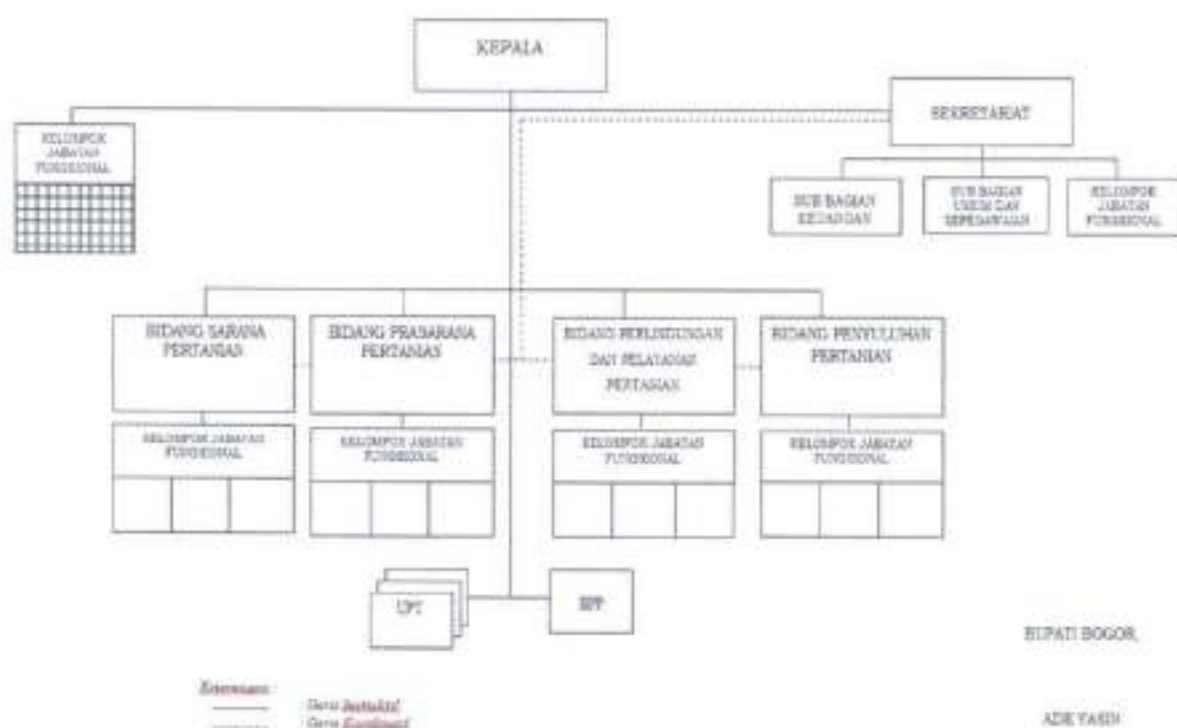 KEPALA
SEKRETARIAT
KELOMPOK
JABATAN
FUNGSIONAL
SUB BAGIAN
KEUANGAN
SUB BAGIAN
UMUM DAN
KEPEGAWAIAN
KELOMPOK
JABATAN
FUNGSIONAL
BIDANG SARANA
PERTANIAN
BIDANG PRASARANA
PERTANIAN
BIDANG PERLINDUNGAN
DAN PELAYANAN
PERTANIAN
BIDANG PENYULUHAN
PERTANIAN
KELOMPOK JABATAN
FUNGSIONAL
KELOMPOK JABATAN
FUNGSIONAL
KELOMPOK JABATAN
FUNGSIONAL
KELOMPOK JABATAN
FUNGSIONAL
UPT
BPP
BUPATI BOGOR,
Keterangan :
: Garis Instruktif
: Garis Koordinatif
ADE YASIN